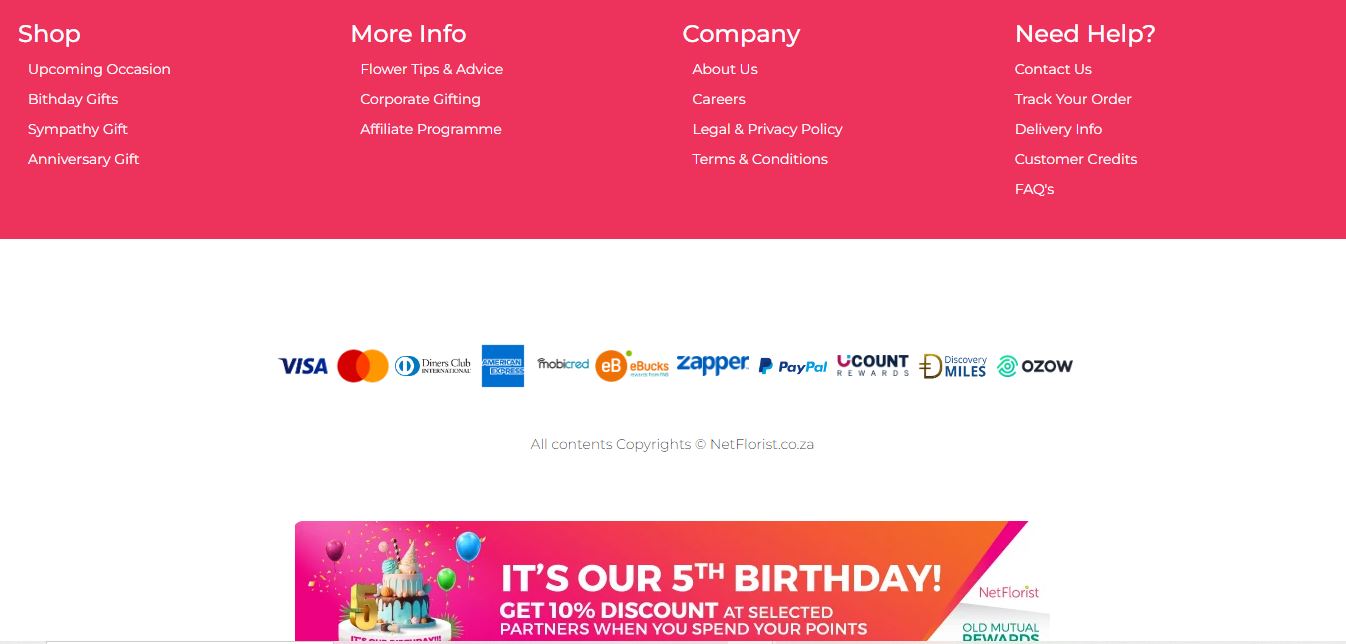 Shop
Upcoming Occasion
Bithday Gifts
Sympathy Gift
Anniversary Gift
More Info
Flower Tips & Advice
Corporate Gifting
Affiliate Programme
Company
About Us
Careers
Legal & Privacy Policy
Terms & Conditions
Need Help?
Contact Us
Track Your Order
Delivery Info
Customer Credits
FAQ's
VISA
Diners Club
INTERNATIONAL
AMERICAN
EXPRESS
mobicred
eB
eBucks
rewards from FNB
zapper
PayPal
UCOUNT
REWARDS
Discovery
MILES
OZOW
All contents Copyrights © NetFlorist.co.za
5
IT'S OUR BIRTHDAY!!!
IT'S OUR 5TH BIRTHDAY!
GET 10% DISCOUNT AT SELECTED
PARTNERS WHEN YOU SPEND YOUR POINTS
NetFlorist
OLD MUTUAL
REWARDS